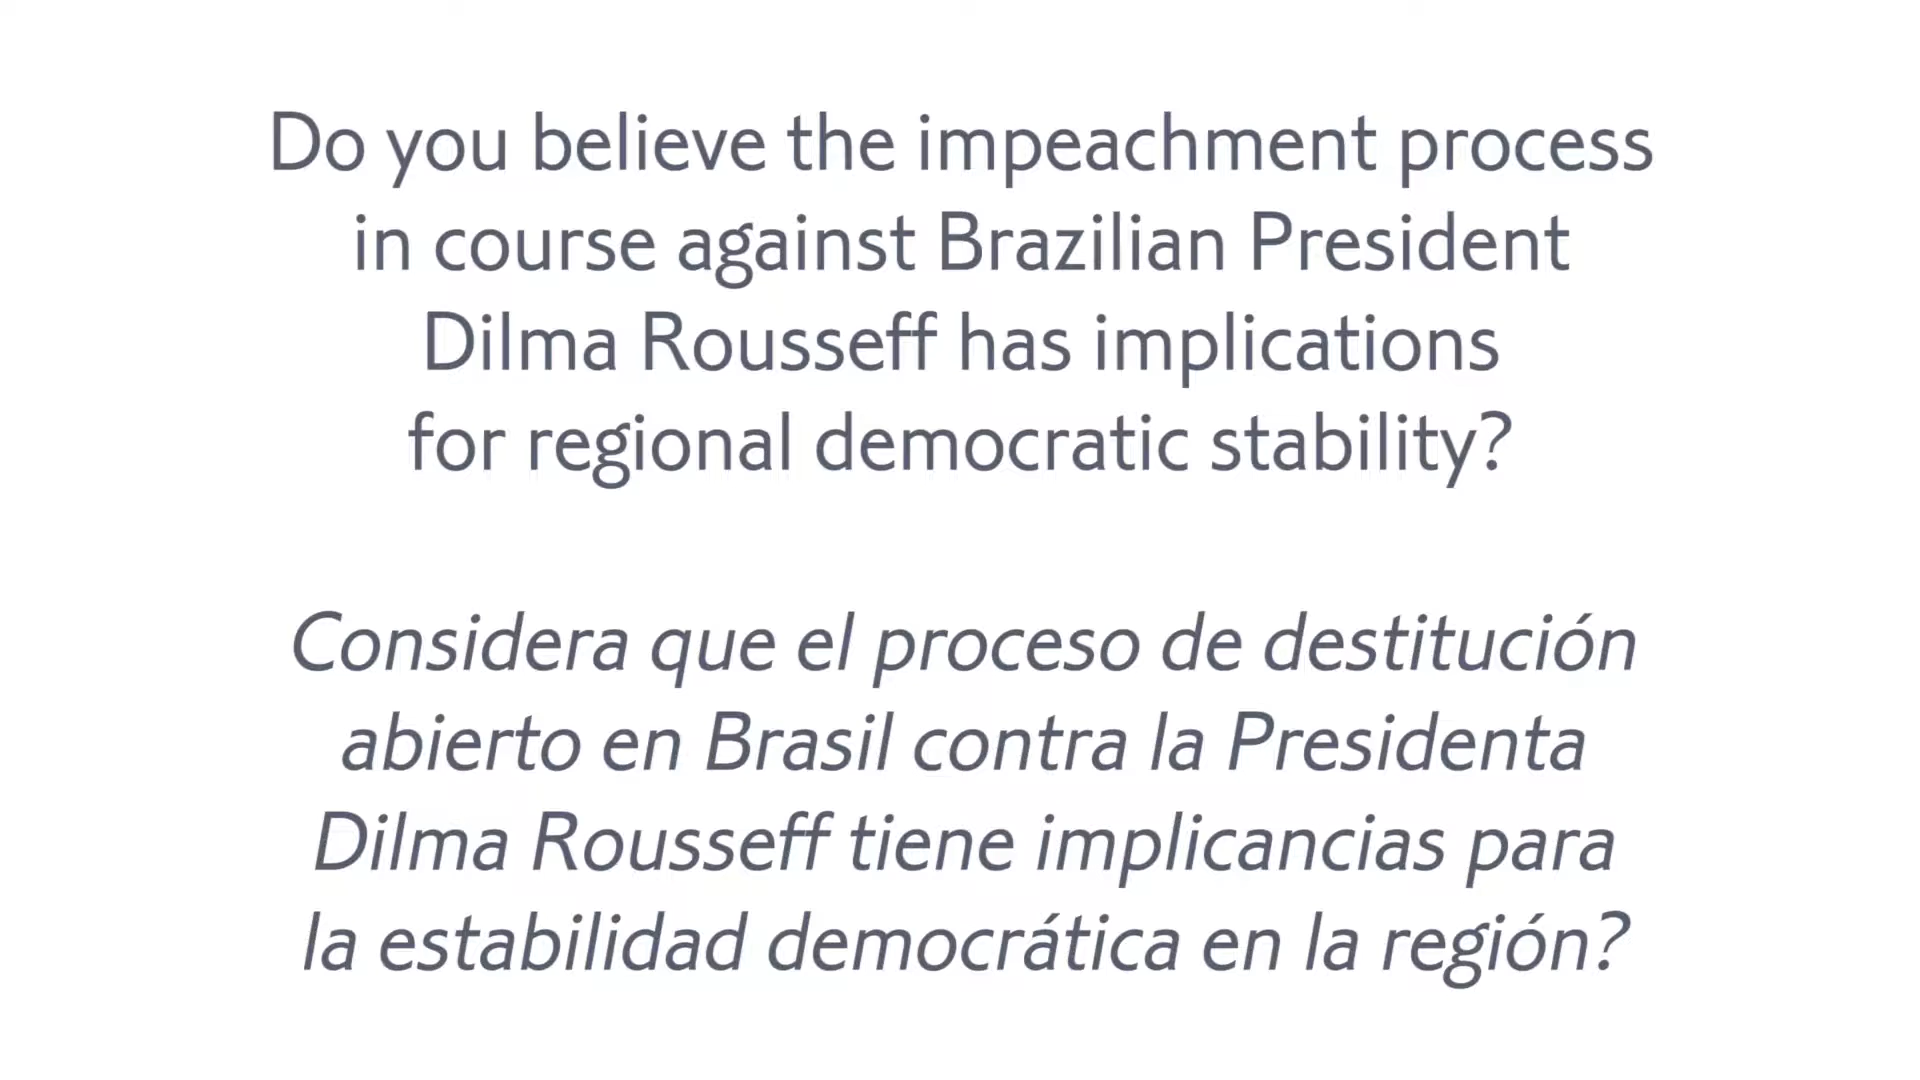 Do you believe the impeachment process
in course against Brazilian President
Dilma Rousseff has implications
for regional democratic stability?
Considera que el proceso de destitución
abierto en Brasil contra la Presidenta
Dilma Rousseff tiene implicancias para
la estabilidad democrática en la región?